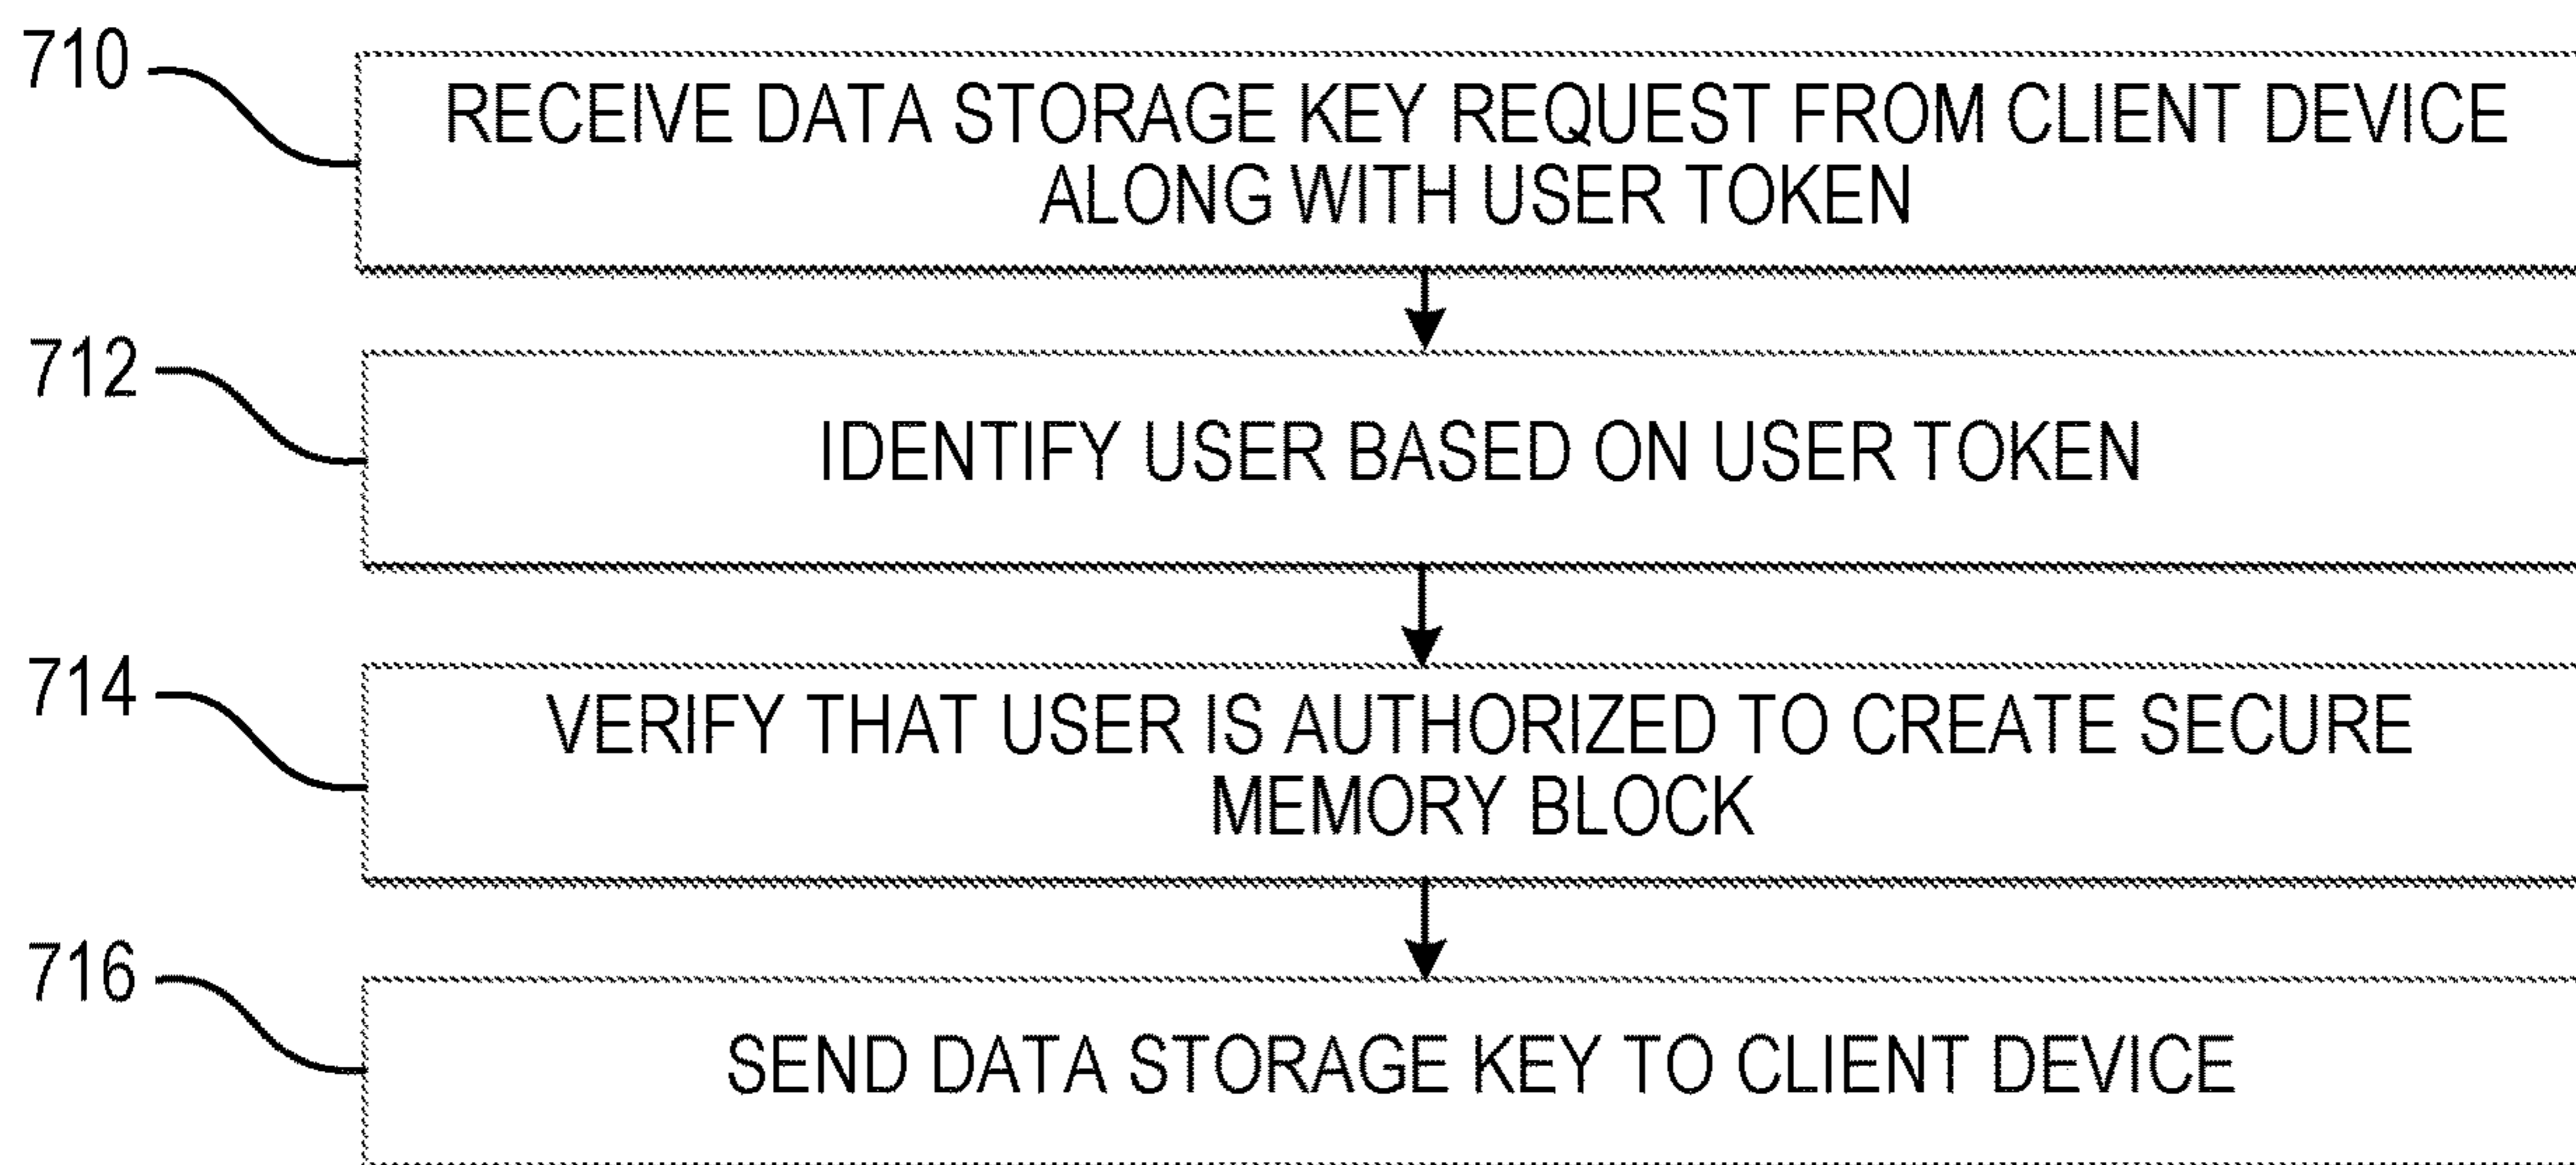 710
RECEIVE DATA STORAGE KEY REQUEST FROM CLIENT DEVICE
ALONG WITH USER TOKEN
712
IDENTIFY USER BASED ON USER TOKEN
714
VERIFY THAT USER IS AUTHORIZED TO CREATE SECURE
MEMORY BLOCK
716
SEND DATA STORAGE KEY TO CLIENT DEVICE